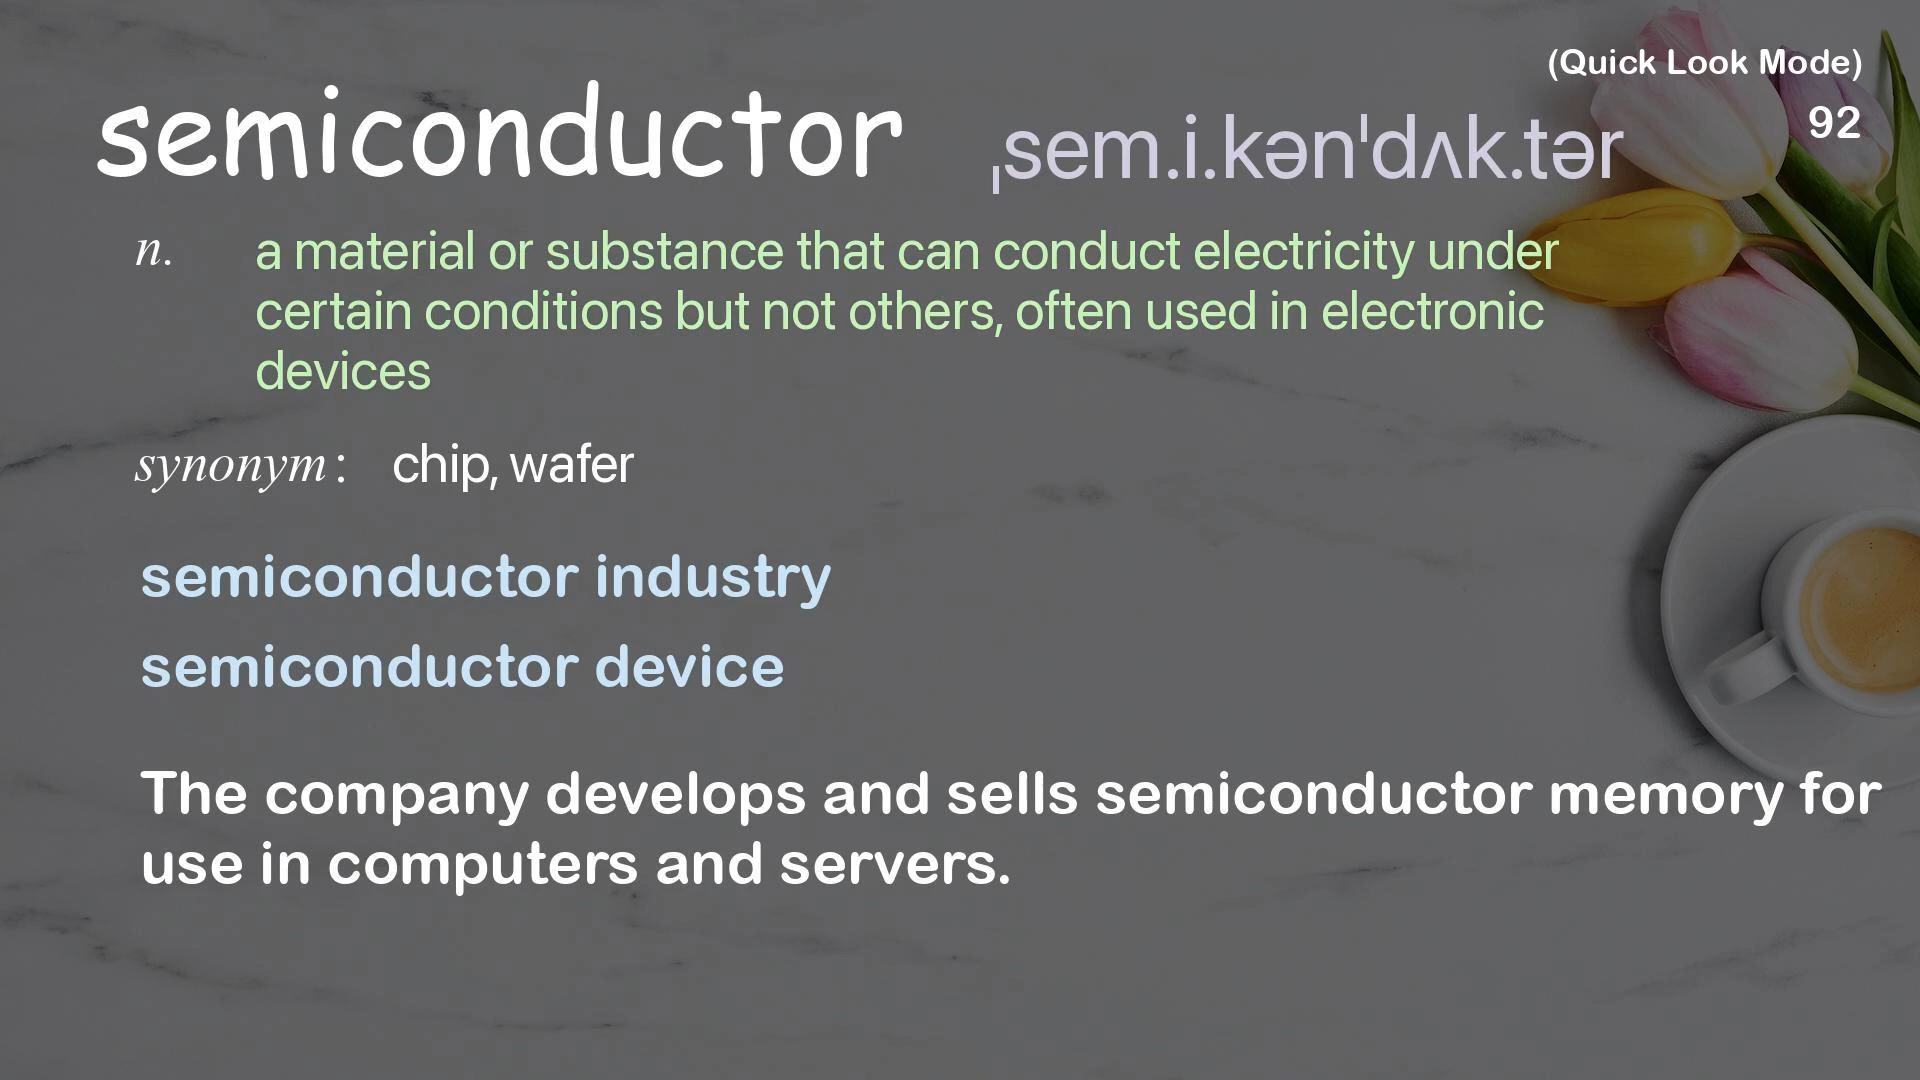 (Quick Look Mode)
92
semiconductor ˌsem.i.kənˈdʌk.tər
n. a material or substance that can conduct electricity under
certain conditions but not others, often used in electronic
devices
synonym: chip, wafer
semiconductor industry
semiconductor device
The company develops and sells semiconductor memory for
use in computers and servers.